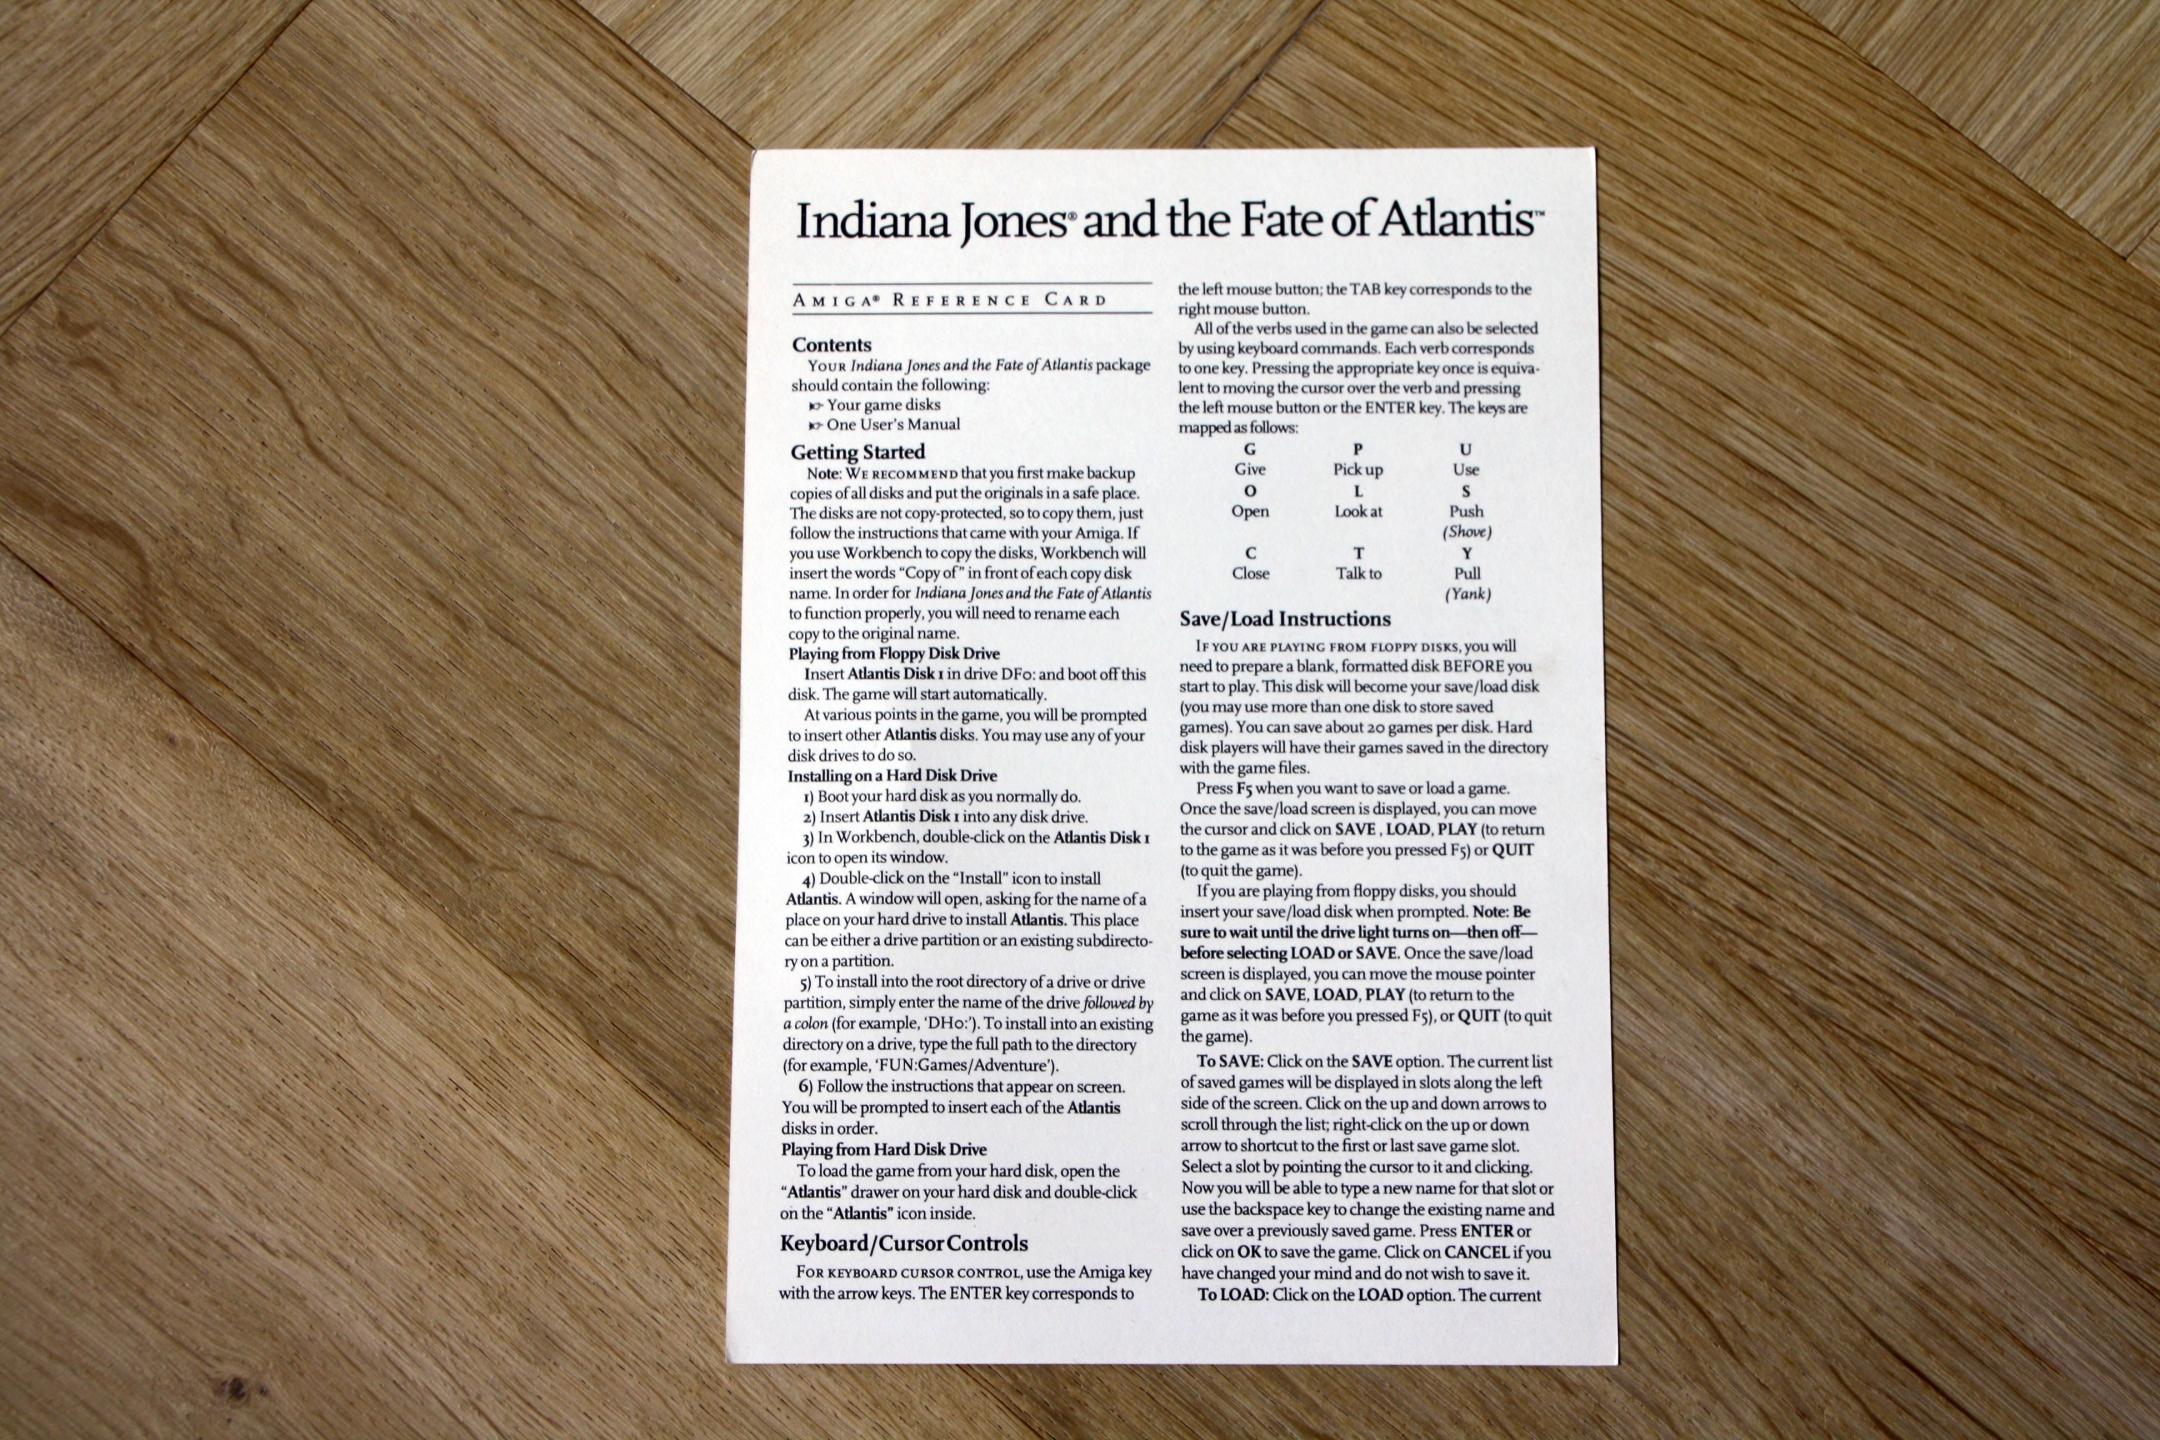 Indiana Jones® and the Fate of Atlantis™
AMIGA® REFERENCE CARD
Contents
YOUR Indiana Jones and the Fate of Atlantis package
should contain the following:
☞ Your game disks
☞ One User's Manual
Getting Started
Note: WE RECOMMEND that you first make backup
copies of all disks and put the originals in a safe place.
The disks are not copy-protected, so to copy them, just
follow the instructions that came with your Amiga. If
you use Workbench to copy the disks, Workbench will
insert the words “Copy of” in front of each copy disk
name. In order for Indiana Jones and the Fate of Atlantis
to function properly, you will need to rename each
copy to the original name.
Playing from Floppy Disk Drive
Insert Atlantis Disk 1 in drive DF0: and boot off this
disk. The game will start automatically.
At various points in the game, you will be prompted
to insert other Atlantis disks. You may use any of your
disk drives to do so.
Installing on a Hard Disk Drive
1) Boot your hard disk as you normally do.
2) Insert Atlantis Disk 1 into any disk drive.
3) In Workbench, double-click on the Atlantis Disk 1
icon to open its window.
4) Double-click on the “Install” icon to install
Atlantis. A window will open, asking for the name of a
place on your hard drive to install Atlantis. This place
can be either a drive partition or an existing subdirecto-
ry on a partition.
5) To install into the root directory of a drive or drive
partition, simply enter the name of the drive followed by
a colon (for example, ‘DH0:’). To install into an existing
directory on a drive, type the full path to the directory
(for example, ‘FUN:Games/Adventure’).
6) Follow the instructions that appear on screen.
You will be prompted to insert each of the Atlantis
disks in order.
Playing from Hard Disk Drive
To load the game from your hard disk, open the
“Atlantis” drawer on your hard disk and double-click
on the “Atlantis” icon inside.
Keyboard/Cursor Controls
FOR KEYBOARD CURSOR CONTROL, use the Amiga key
with the arrow keys. The ENTER key corresponds to
the left mouse button; the TAB key corresponds to the
right mouse button.
All of the verbs used in the game can also be selected
by using keyboard commands. Each verb corresponds
to one key. Pressing the appropriate key once is equiva-
lent to moving the cursor over the verb and pressing
the left mouse button or the ENTER key. The keys are
mapped as follows:
G P U
Give Pick up Use
O L S
Open Look at Push
(Shove)
C T Y
Close Talk to Pull
(Yank)
Save/Load Instructions
IF YOU ARE PLAYING FROM FLOPPY DISKS, you will
need to prepare a blank, formatted disk BEFORE you
start to play. This disk will become your save/load disk
(you may use more than one disk to store saved
games). You can save about 20 games per disk. Hard
disk players will have their games saved in the directory
with the game files.
Press F5 when you want to save or load a game.
Once the save/load screen is displayed, you can move
the cursor and click on SAVE , LOAD, PLAY (to return
to the game as it was before you pressed F5) or QUIT
(to quit the game).
If you are playing from floppy disks, you should
insert your save/load disk when prompted. Note: Be
sure to wait until the drive light turns on—then off—
before selecting LOAD or SAVE. Once the save/load
screen is displayed, you can move the mouse pointer
and click on SAVE, LOAD, PLAY (to return to the
game as it was before you pressed F5), or QUIT (to quit
the game).
To SAVE: Click on the SAVE option. The current list
of saved games will be displayed in slots along the left
side of the screen. Click on the up and down arrows to
scroll through the list; right-click on the up or down
arrow to shortcut to the first or last save game slot.
Select a slot by pointing the cursor to it and clicking.
Now you will be able to type a new name for that slot or
use the backspace key to change the existing name and
save over a previously saved game. Press ENTER or
click on OK to save the game. Click on CANCEL if you
have changed your mind and do not wish to save it.
To LOAD: Click on the LOAD option. The current